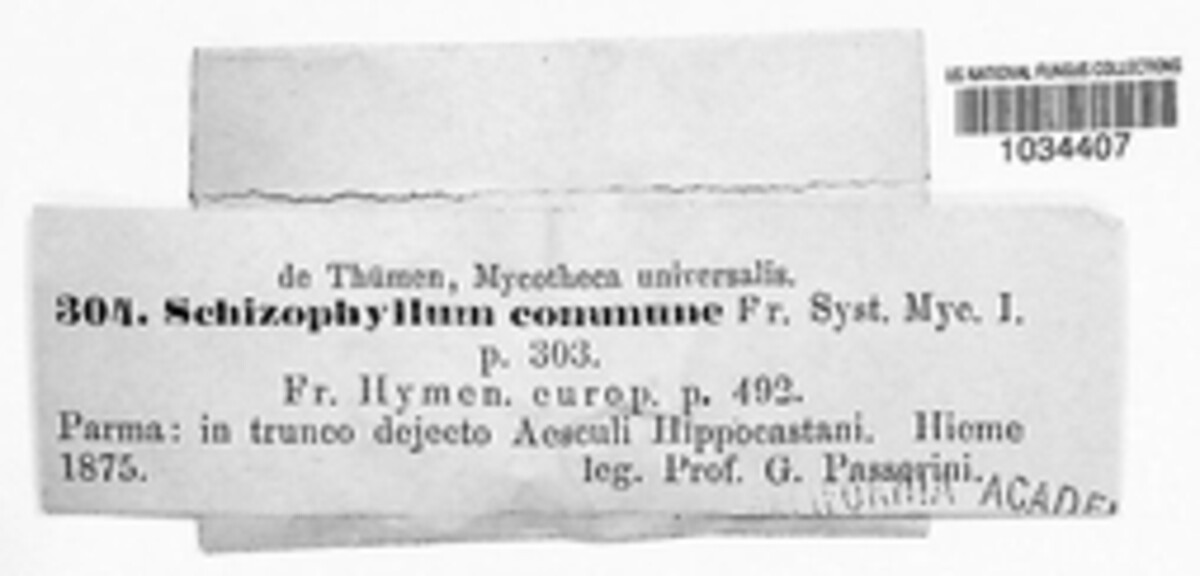 US NATIONAL FUNGUS COLLECTIONS
1034407
de Thümen, Mycotheca universalis.
304. Schizophyllum commune Fr. Syst. Myc. I.
p. 303.
Fr. Hymen. europ. p. 492.
Parma: in trunco dejecto Aesculi Hippocastani. Hieme
1875. leg. Prof. G. Passerini.
ACADE